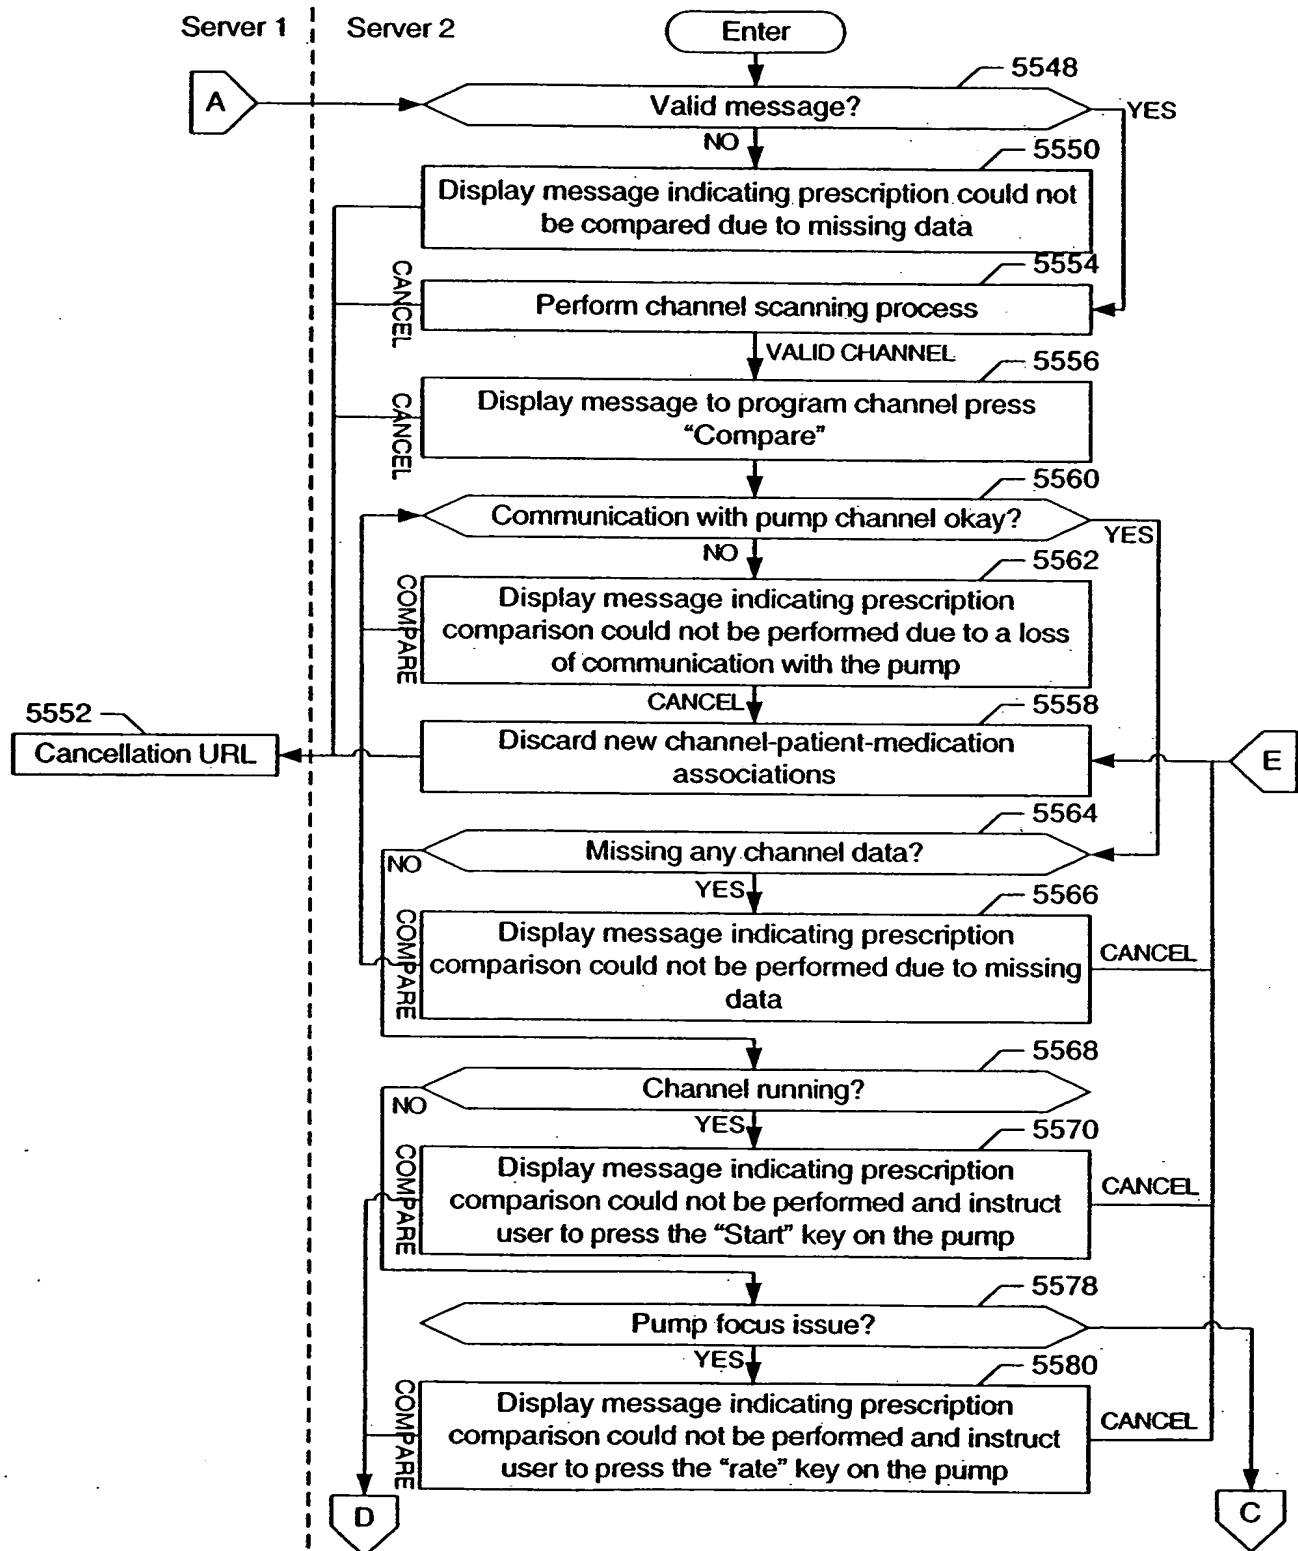 Server 1
Server 2
Enter
A
5548
Valid message?
YES
NO
5550
Display message indicating prescription could not
be compared due to missing data
5554
CANCEL
Perform channel scanning process
VALID CHANNEL
5556
CANCEL
Display message to program channel press
“Compare”
5560
Communication with pump channel okay?
YES
NO
5562
COMPARE
Display message indicating prescription
comparison could not be performed due to a loss
of communication with the pump
CANCEL
5558
5552
Cancellation URL
Discard new channel-patient-medication
associations
E
5564
Missing any channel data?
NO
YES
5566
COMPARE
Display message indicating prescription
comparison could not be performed due to missing
data
CANCEL
5568
Channel running?
NO
YES
5570
COMPARE
Display message indicating prescription
comparison could not be performed and instruct
user to press the “Start” key on the pump
CANCEL
5578
Pump focus issue?
YES
5580
COMPARE
Display message indicating prescription
comparison could not be performed and instruct
user to press the “rate” key on the pump
CANCEL
D
C